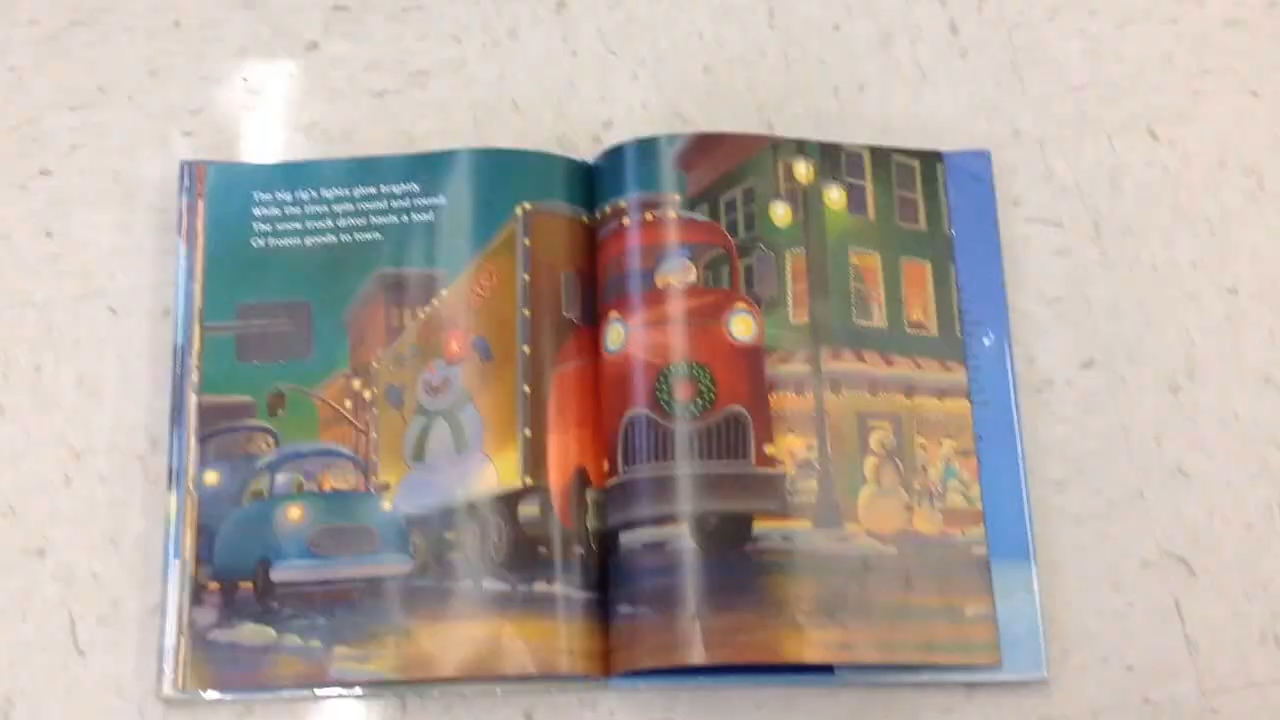 The big rig's lights glow brightly
While the tires spin round and round.
The snow truck driver hauls a load
Of frozen goods to town.